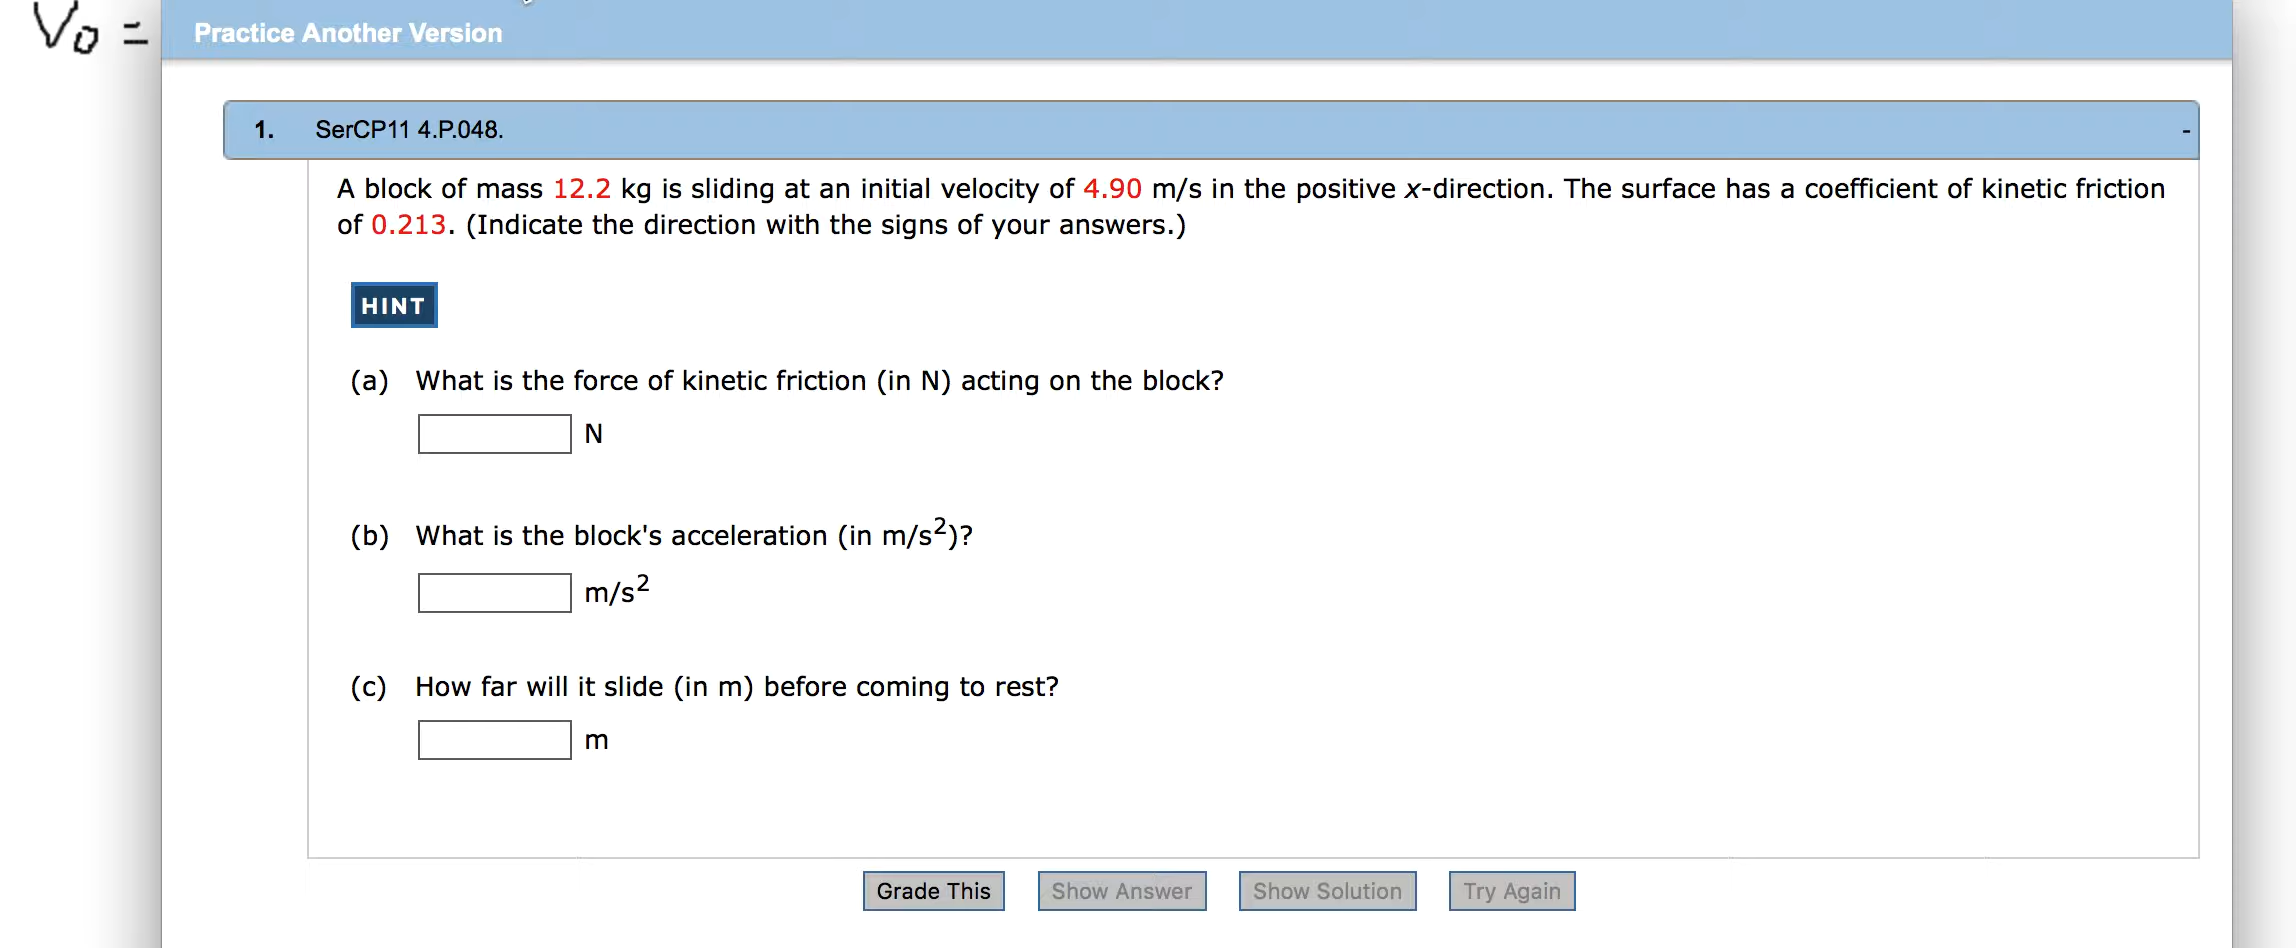 V₀ =
Practice Another Version
1. SerCP11 4.P.048. -
A block of mass 12.2 kg is sliding at an initial velocity of 4.90 m/s in the positive x-direction. The surface has a coefficient of kinetic friction
of 0.213. (Indicate the direction with the signs of your answers.)
HINT
(a) What is the force of kinetic friction (in N) acting on the block?
N
(b) What is the block's acceleration (in m/s²)?
m/s²
(c) How far will it slide (in m) before coming to rest?
m
Grade This Show Answer Show Solution Try Again